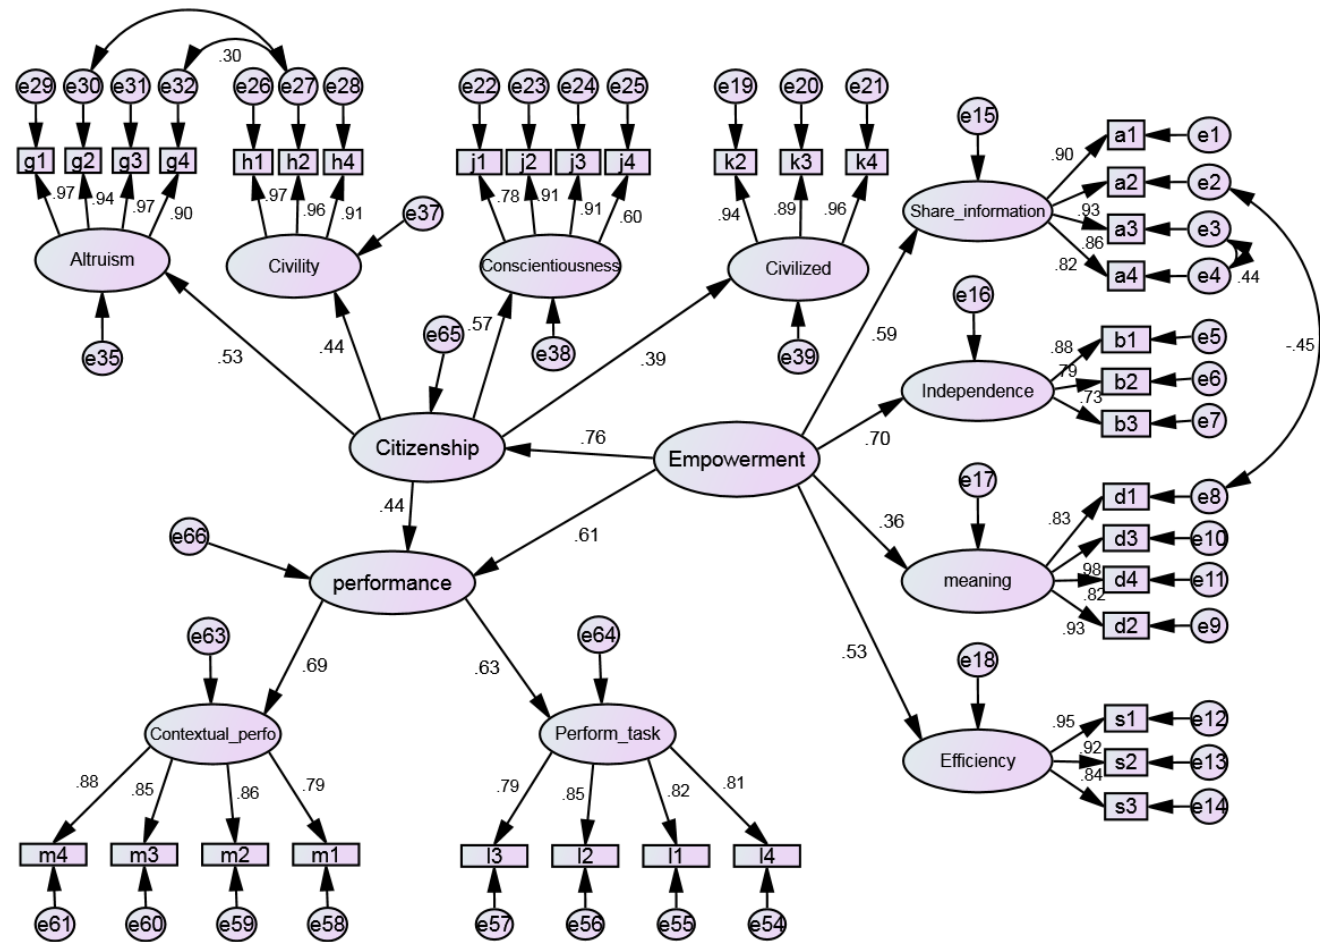 .30
e29 e30 e31 e32 e26 e27 e28 e22 e23 e24 e25 e19 e20 e21
g1 g2 g3 g4 h1 h2 h4 j1 j2 j3 j4 k2 k3 k4
.97 .94 .97 .90 .97 .96 .91 .78 .91 .91 .60 .94 .89 .96
e37
Altruism Civility Conscientiousness Civilized
e35 e65 e38 e39
.53 .44 .57 .39
e15
Share_information
.90 .93 .86 .82
a1 e1
a2 e2
a3 e3
a4 e4
.44
-.45
.59
e16
Independence
.88 .79 .73
b1 e5
b2 e6
b3 e7
.70
Citizenship
.76
Empowerment
.44
.61
.36
.53
e17
meaning
.83 .98 .82 .93
d1 e8
d3 e10
d4 e11
d2 e9
e18
Efficiency
.95 .92 .84
s1 e12
s2 e13
s3 e14
e66
performance
.69 .63
e63 e64
Contextual_perfo Perform_task
.88 .85 .86 .79 .79 .85 .82 .81
m4 m3 m2 m1 l3 l2 l1 l4
e61 e60 e59 e58 e57 e56 e55 e54